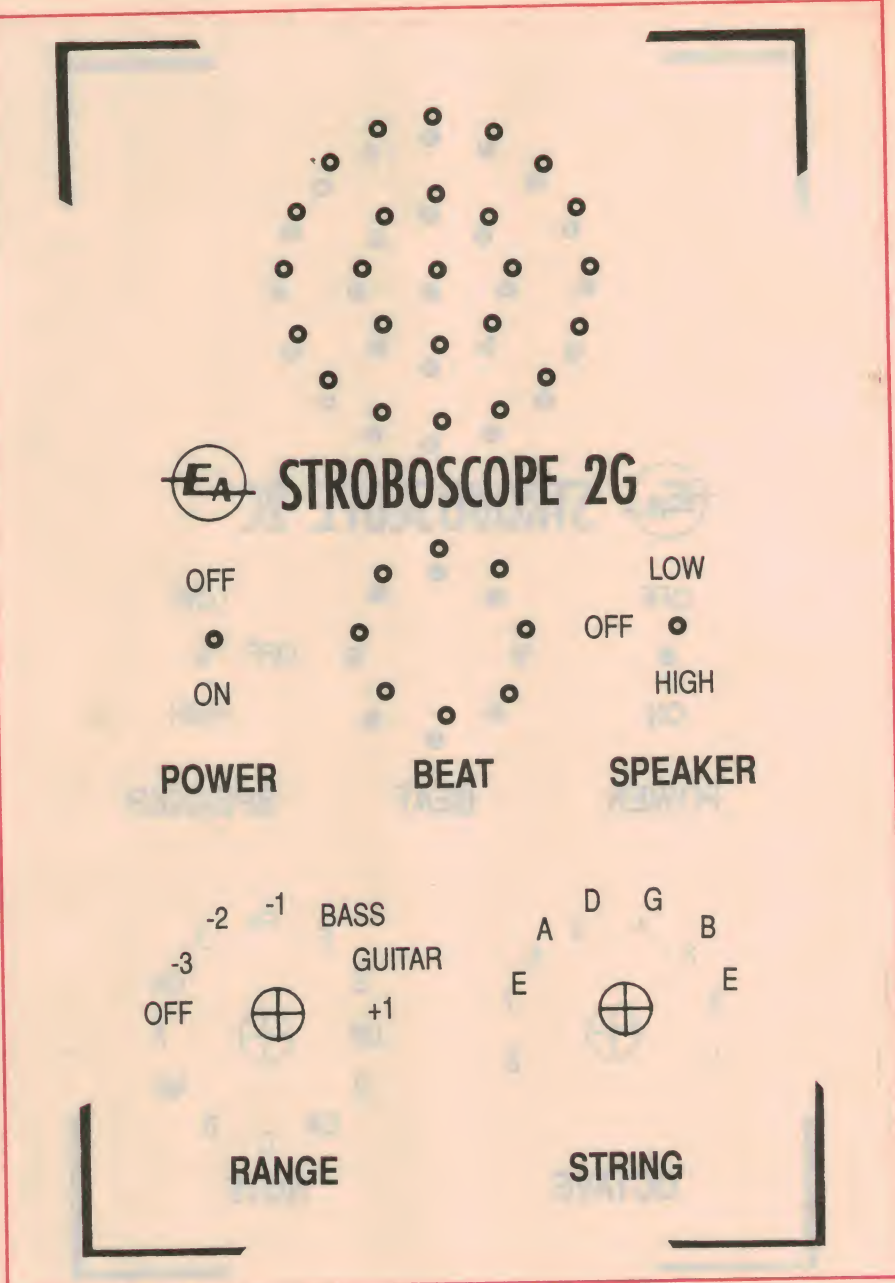 EA STROBOSCOPE 2G
OFF
ON
POWER
BEAT
LOW
OFF
HIGH
SPEAKER
OFF
-3
-2
-1
BASS
GUITAR
+1
RANGE
E
A
D
G
B
E
STRING